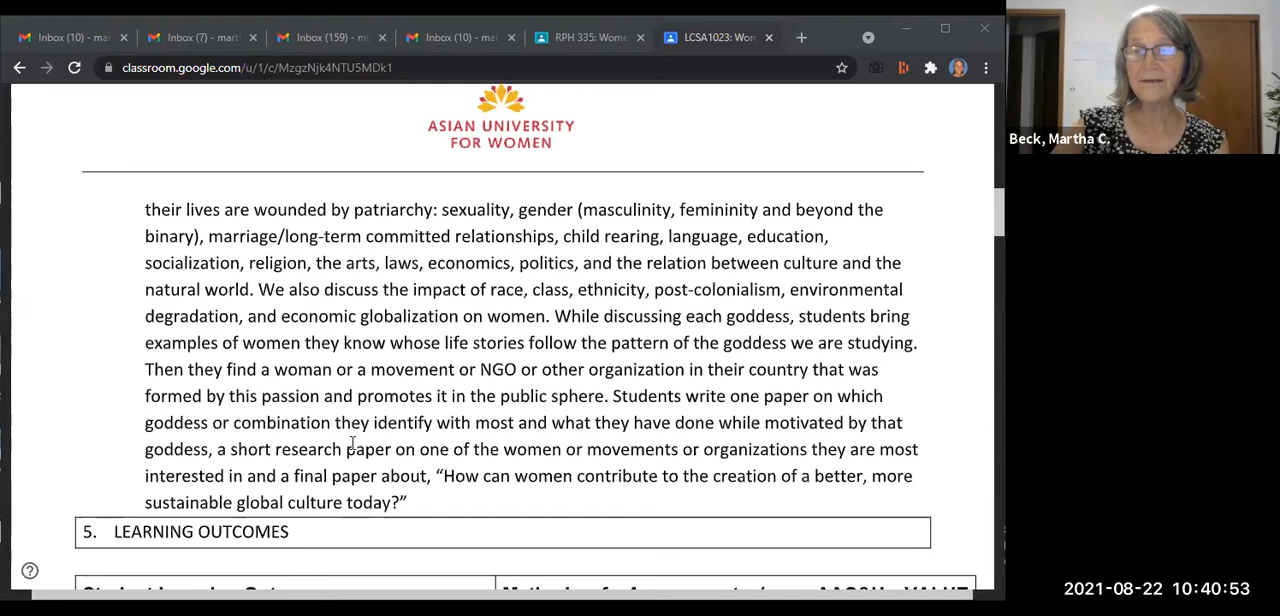 Inbox (10) - mar
Inbox (7) - mart
Inbox (159) - m
Inbox (10) - mar
RPH 335: Wome
LCSA1023: Wom
classroom.google.com/u/1/c/MzgzNjk4NTU5MDk1
Beck, Martha C.
ASIAN UNIVERSITY
FOR WOMEN
their lives are wounded by patriarchy: sexuality, gender (masculinity, femininity and beyond the
binary), marriage/long-term committed relationships, child rearing, language, education,
socialization, religion, the arts, laws, economics, politics, and the relation between culture and the
natural world. We also discuss the impact of race, class, ethnicity, post-colonialism, environmental
degradation, and economic globalization on women. While discussing each goddess, students bring
examples of women they know whose life stories follow the pattern of the goddess we are studying.
Then they find a woman or a movement or NGO or other organization in their country that was
formed by this passion and promotes it in the public sphere. Students write one paper on which
goddess or combination they identify with most and what they have done while motivated by that
goddess, a short research paper on one of the women or movements or organizations they are most
interested in and a final paper about, “How can women contribute to the creation of a better, more
sustainable global culture today?”
5. LEARNING OUTCOMES
2021-08-22 10:40:53